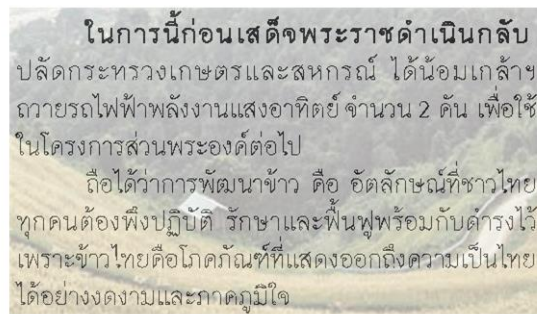 ในการนี้ก่อนเสด็จพระราชดำเนินกลับ
ปลัดกระทรวงเกษตรและสหกรณ์ ได้น้อมเกล้าฯ
ถวายรถไฟฟ้าพลังงานแสงอาทิตย์ จำนวน 2 คัน เพื่อใช้
ในโครงการส่วนพระองค์ต่อไป
ถือได้ว่าการพัฒนาข้าว คือ อัตลักษณ์ที่ชาวไทย
ทุกคนต้องพึงปฏิบัติ รักษาและฟื้นฟูพร้อมกับดำรงไว้
เพราะข้าวไทยคือโภคภัณฑ์ที่แสดงออกถึงความเป็นไทย
ได้อย่างงดงามและภาคภูมิใจ